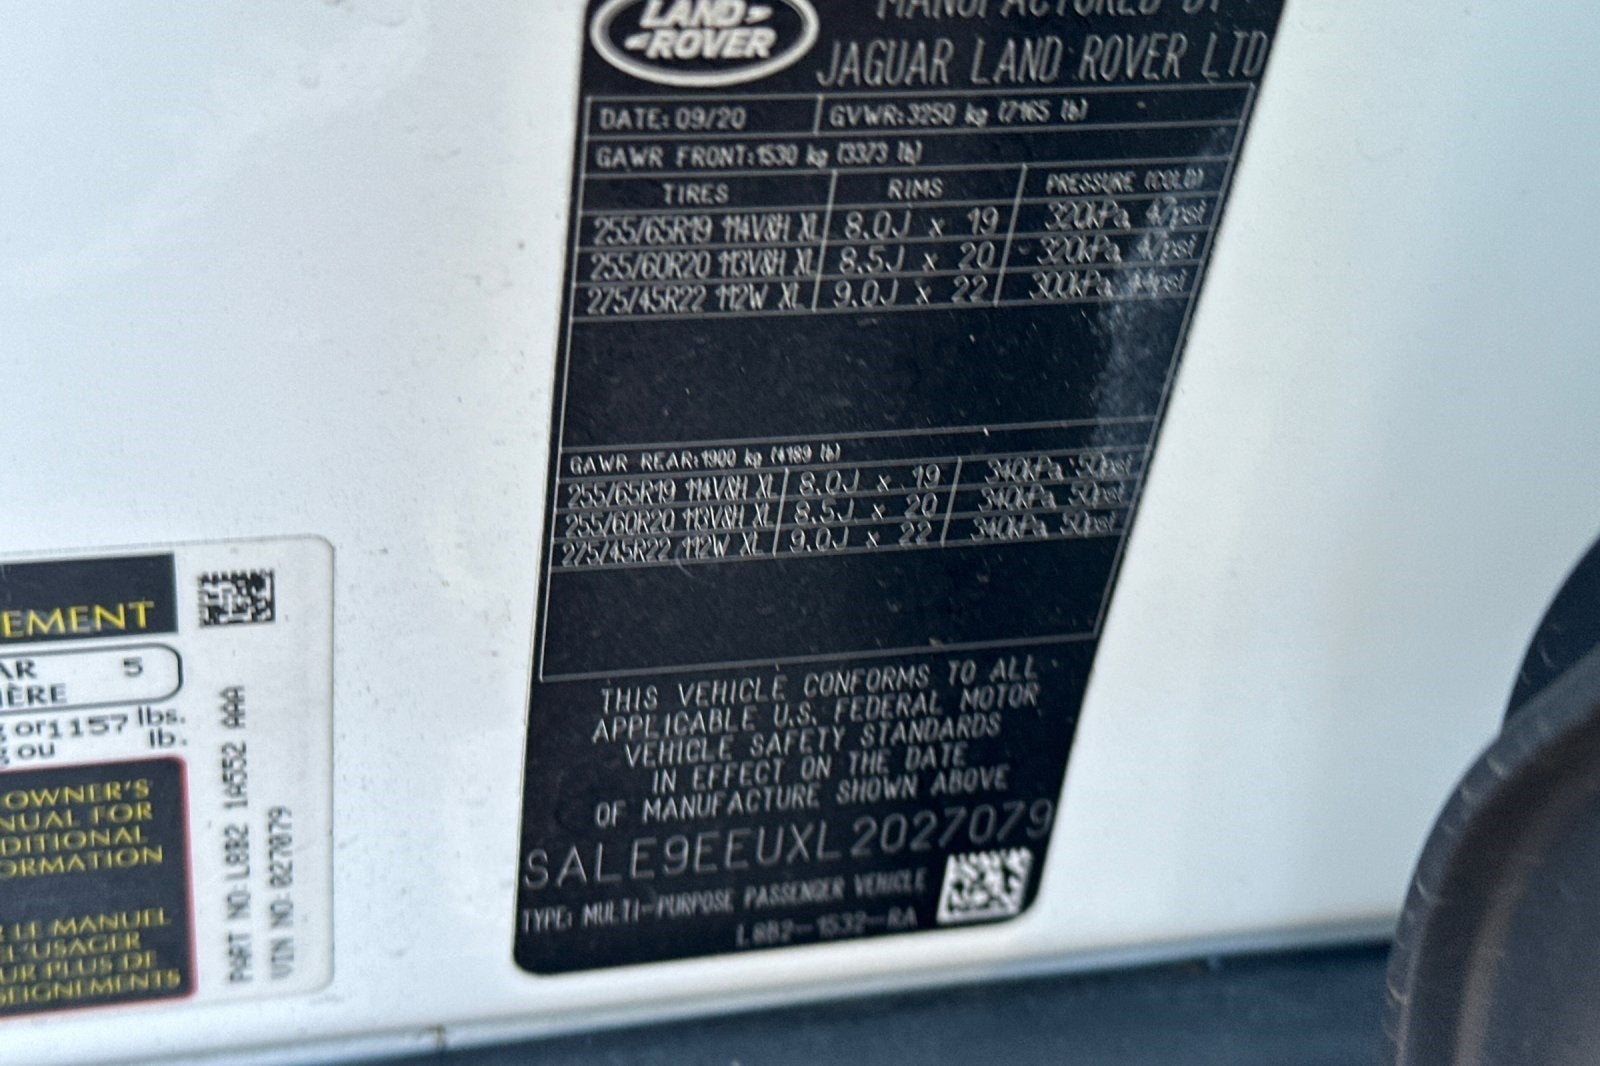 LAND-
-ROVER
MANUFACTURED BY
JAGUAR LAND ROVER LTD
DATE: 09/20 GVWR: 3250 kg (7165 lb)
GAWR FRONT: 1530 kg (3373 lb)
TIRES RIMS PRESSURE (COLD)
255/65R19 114V&H XL 8.0J x 19 320kPa, 47psi
255/60R20 113V&H XL 8.5J x 20 320kPa, 47psi
275/45R22 112W XL 9.0J x 22 300kPa, 44psi
GAWR REAR: 1900 kg (4189 lb)
255/65R19 114V&H XL 8.0J x 19 340kPa, 50psi
255/60R20 113V&H XL 8.5J x 20 340kPa, 50psi
275/45R22 112W XL 9.0J x 22 340kPa, 50psi
THIS VEHICLE CONFORMS TO ALL
APPLICABLE U.S. FEDERAL MOTOR
VEHICLE SAFETY STANDARDS
IN EFFECT ON THE DATE
OF MANUFACTURE SHOWN ABOVE
SALE9EEUXL2027079
TYPE: MULTI-PURPOSE PASSENGER VEHICLE
L8B2-1532-RA
EMENT
AR 5
IÈRE
g or 1157 lbs.
ou lb.
OWNER'S
NUAL FOR
DITIONAL
ORMATION
LE MANUEL
L'USAGER
UR PLUS DE
SEIGNEMENTS
PART NO: L8B2 1A552 AAA
VIN NO: 027079